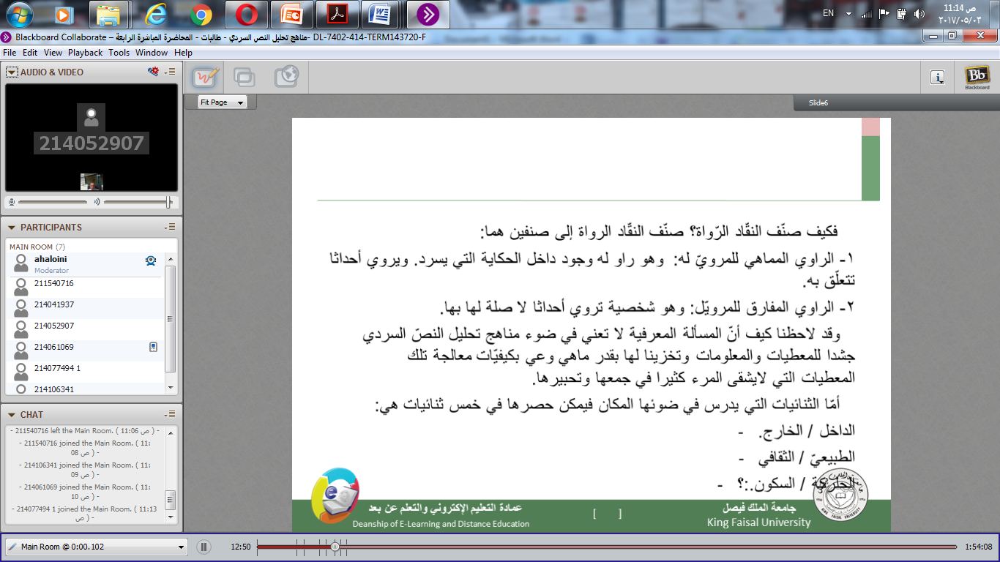 EN
ص 11:14
٢٠١٧/٠٥/٠٣
Blackboard Collaborate – مناهج تحليل النص السردي - طالبات - المحاضرة المباشرة الرابعة- DL-7402-414-TERM143720-F
File Edit View Playback Tools Window Help
AUDIO & VIDEO
214052907
PARTICIPANTS
MAIN ROOM (7)
ahaloini
Moderator
211540716
214041937
214052907
214061069
214077494 1
214106341
CHAT
- 211540716 left the Main Room. ( 11:06 ص ) -
- 211540716 joined the Main Room. ( 11:
08 ص ) -
- 214106341 joined the Main Room. ( 11:
09 ص ) -
- 214061069 joined the Main Room. ( 11:
10 ص ) -
- 214077494 1 joined the Main Room. ( 11:13
ص ) -
Main Room @ 0:00.102
12:50
1:54:08
Fit Page
Slide6
Bb
Blackboard
فكيف صنّف النقّاد الرّواة؟ صنّف النقّاد الرواة إلى صنفين هما:
١- الراوي المماهي للمرويّ له: وهو راو له وجود داخل الحكاية التي يسرد. ويروي أحداثا
تتعلّق به.
٢- الراوي المفارق للمرويّل: وهو شخصية تروي أحداثا لا صلة لها بها.
وقد لاحظنا كيف أنّ المسألة المعرفية لا تعني في ضوء مناهج تحليل النصّ السردي
جشدا للمعطيات والمعلومات وتخزينا لها بقدر ماهي وعي بكيفيّات معالجة تلك
المعطيات التي لايشقى المرء كثيرا في جمعها وتحبيرها.
أمّا الثنائيات التي يدرس في ضوئها المكان فيمكن حصرها في خمس ثنائيات هي:
الداخل / الخارج. -
الطبيعيّ / الثقافي -
الحركة / السكون.:؟ -
جامعة الملك فيصل
King Faisal University
[ ]
عمادة التعليم الإلكتروني والتعلم عن بعد
Deanship of E-Learning and Distance Education